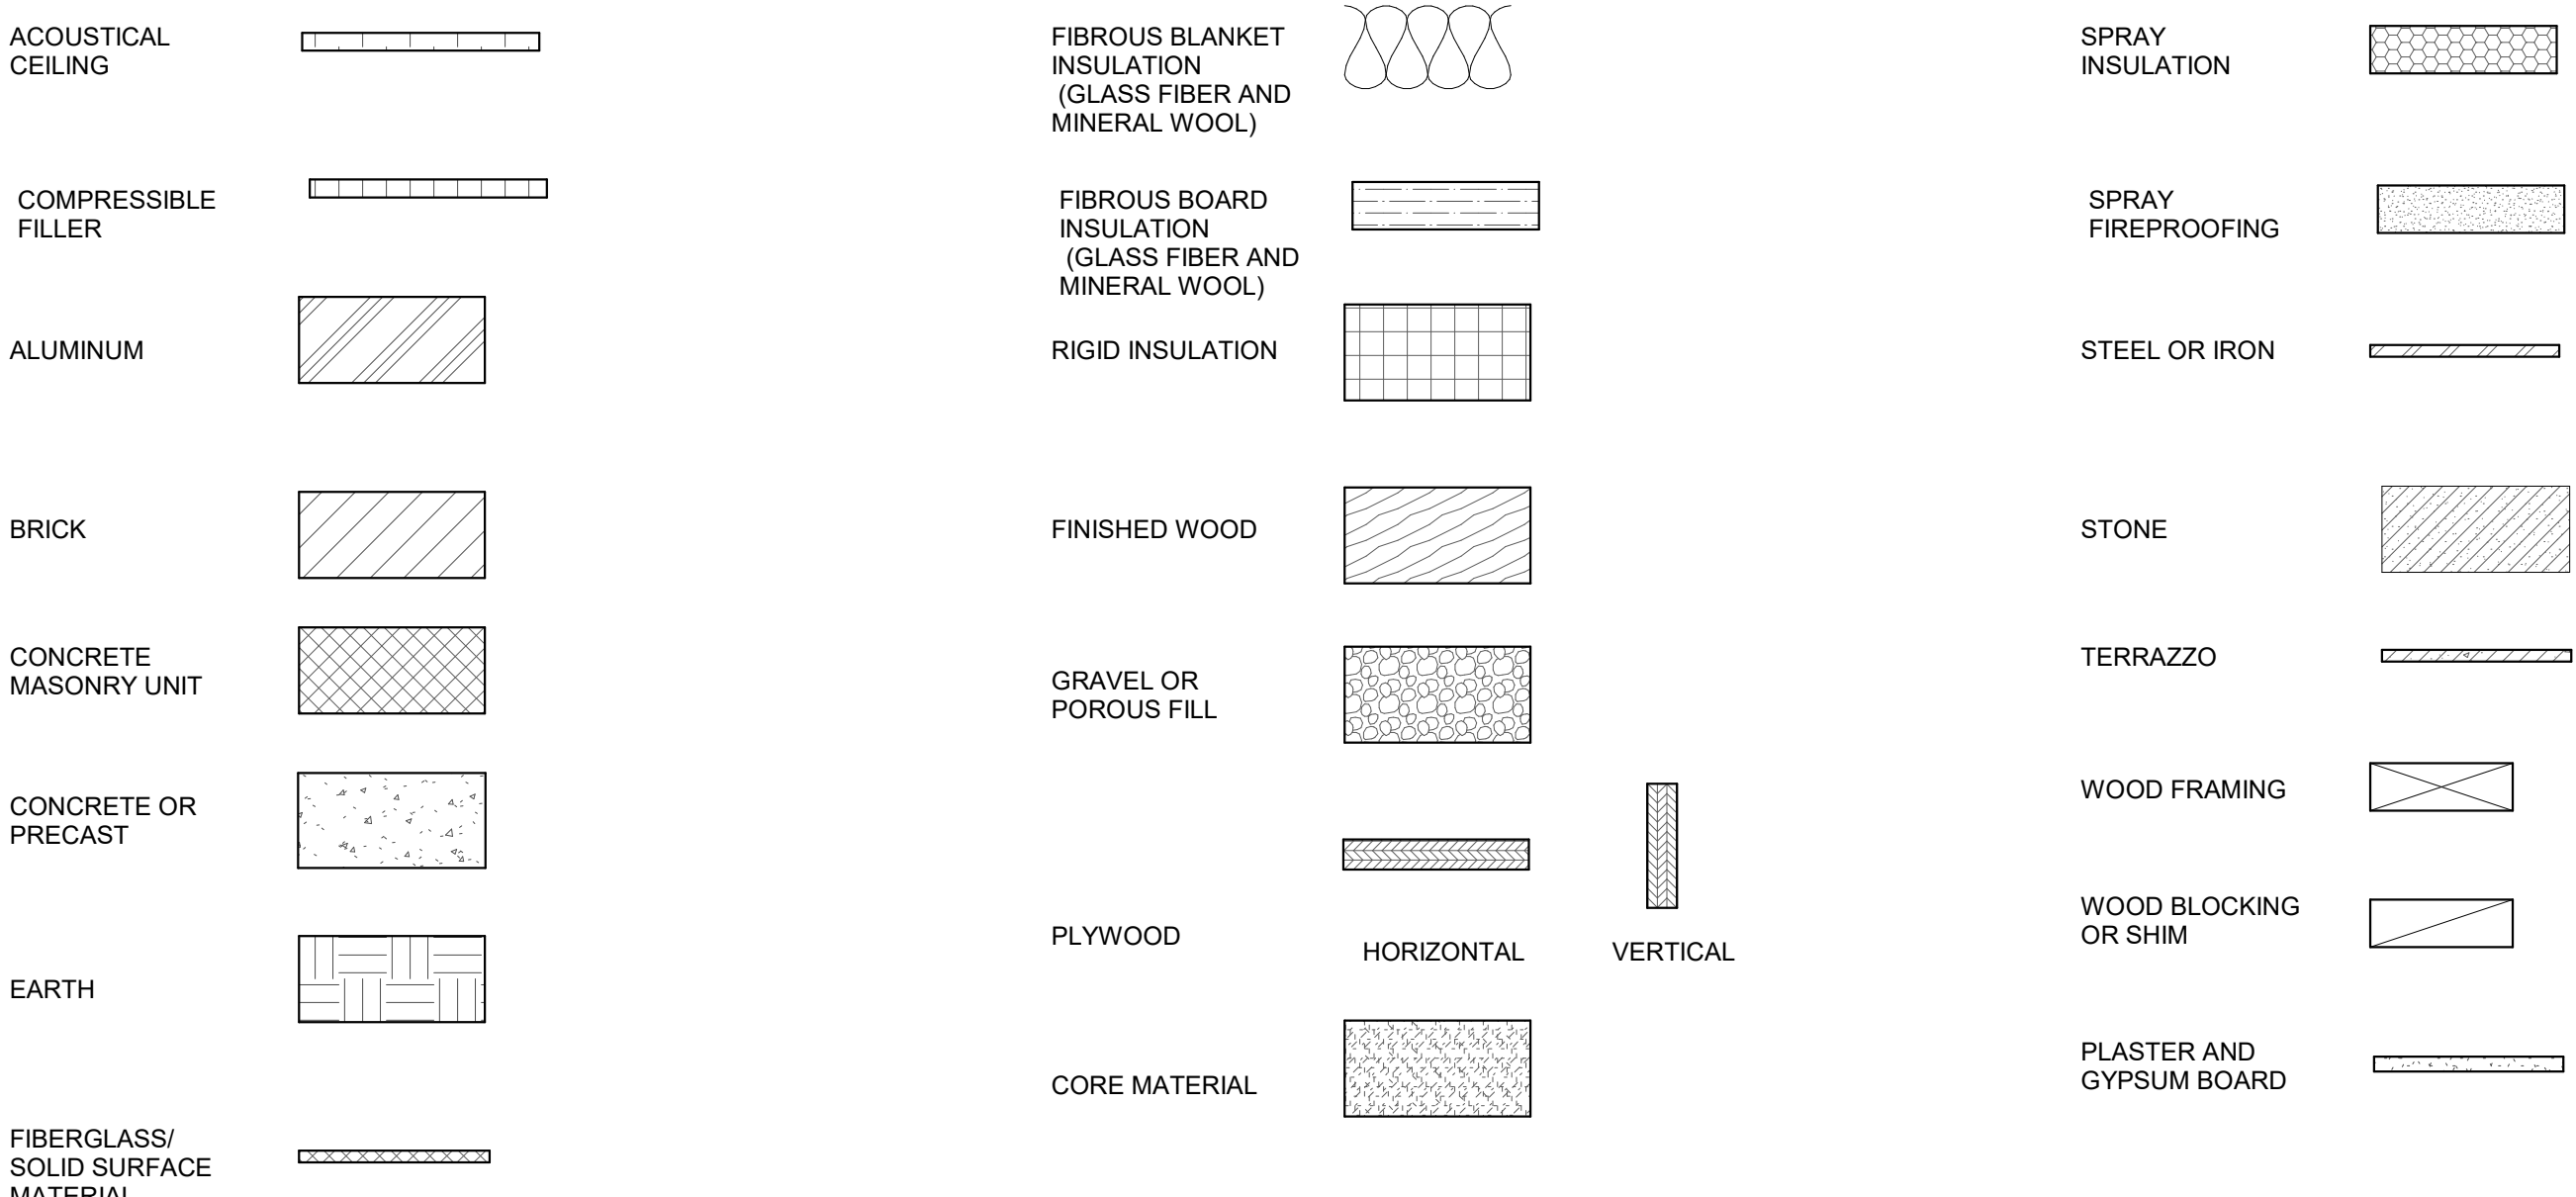 ACOUSTICAL
CEILING
COMPRESSIBLE
FILLER
ALUMINUM
BRICK
CONCRETE
MASONRY UNIT
CONCRETE OR
PRECAST
EARTH
FIBERGLASS/
SOLID SURFACE
MATERIAL
FIBROUS BLANKET
INSULATION
(GLASS FIBER AND
MINERAL WOOL)
FIBROUS BOARD
INSULATION
(GLASS FIBER AND
MINERAL WOOL)
RIGID INSULATION
FINISHED WOOD
GRAVEL OR
POROUS FILL
PLYWOOD
HORIZONTAL
VERTICAL
CORE MATERIAL
SPRAY
INSULATION
SPRAY
FIREPROOFING
STEEL OR IRON
STONE
TERRAZZO
WOOD FRAMING
WOOD BLOCKING
OR SHIM
PLASTER AND
GYPSUM BOARD